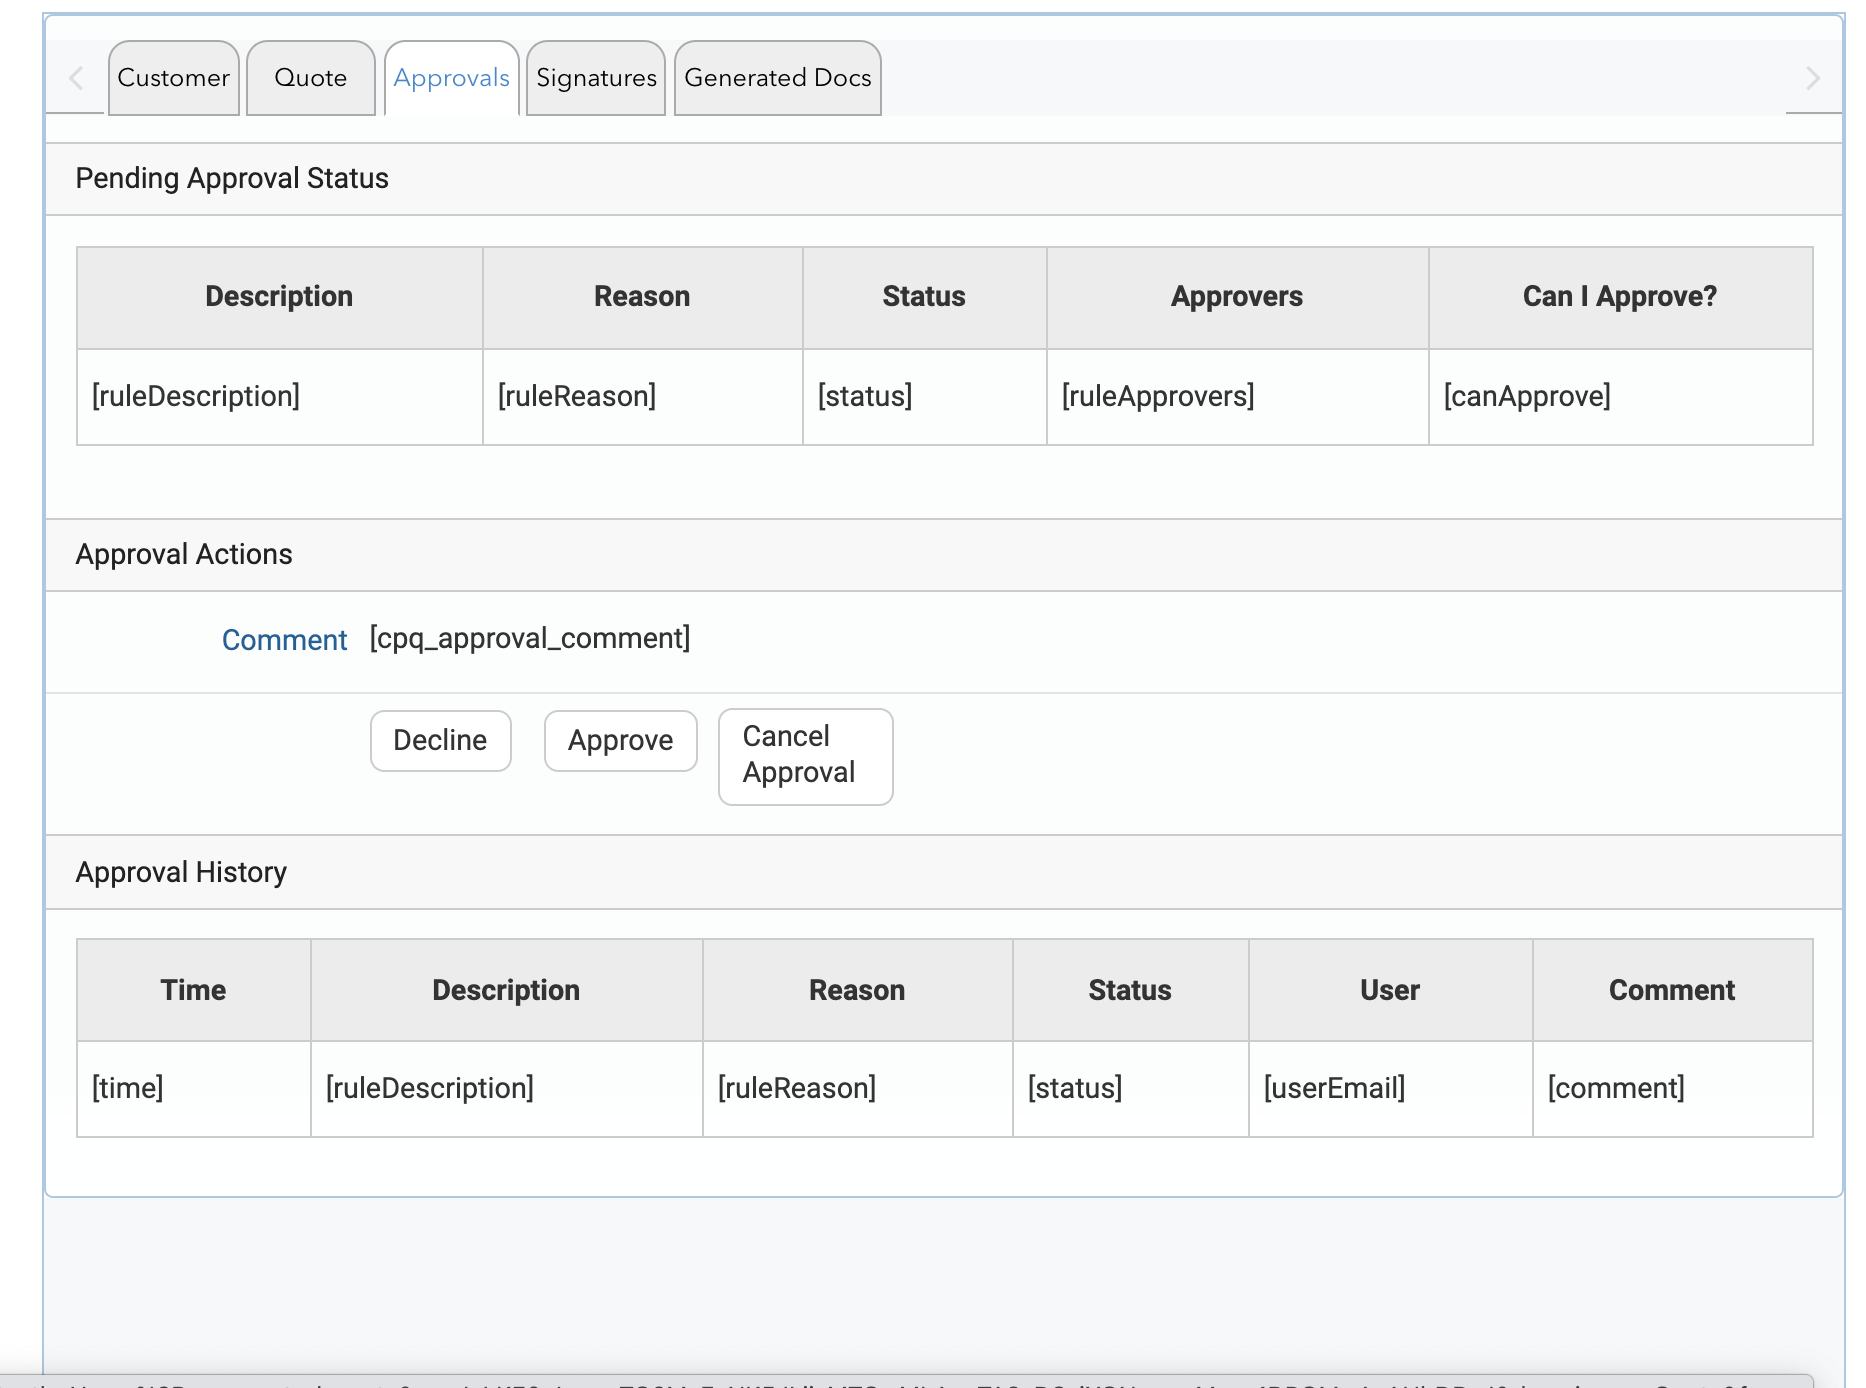 Customer Quote Approvals Signatures Generated Docs
Pending Approval Status
Description Reason Status Approvers Can I Approve?
[ruleDescription] [ruleReason] [status] [ruleApprovers] [canApprove]
Approval Actions
Comment [cpq_approval_comment]
Decline Approve Cancel
Approval
Approval History
Time Description Reason Status User Comment
[time] [ruleDescription] [ruleReason] [status] [userEmail] [comment]